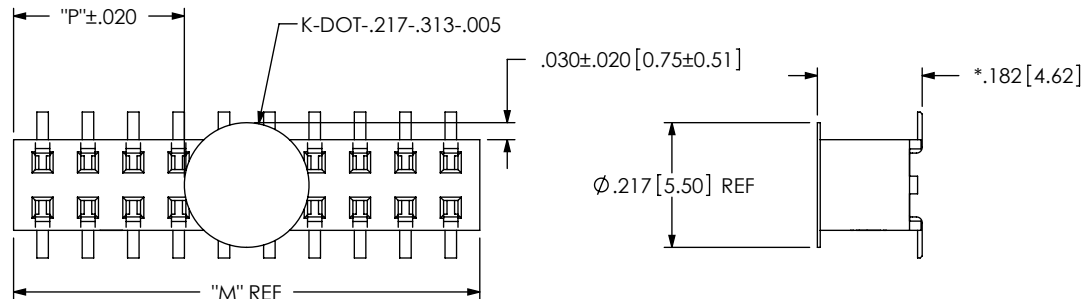 "P"±.020
K-DOT-.217-.313-.005
.030±.020 [0.75±0.51]
*.182 [4.62]
Ø.217 [5.50] REF
"M" REF